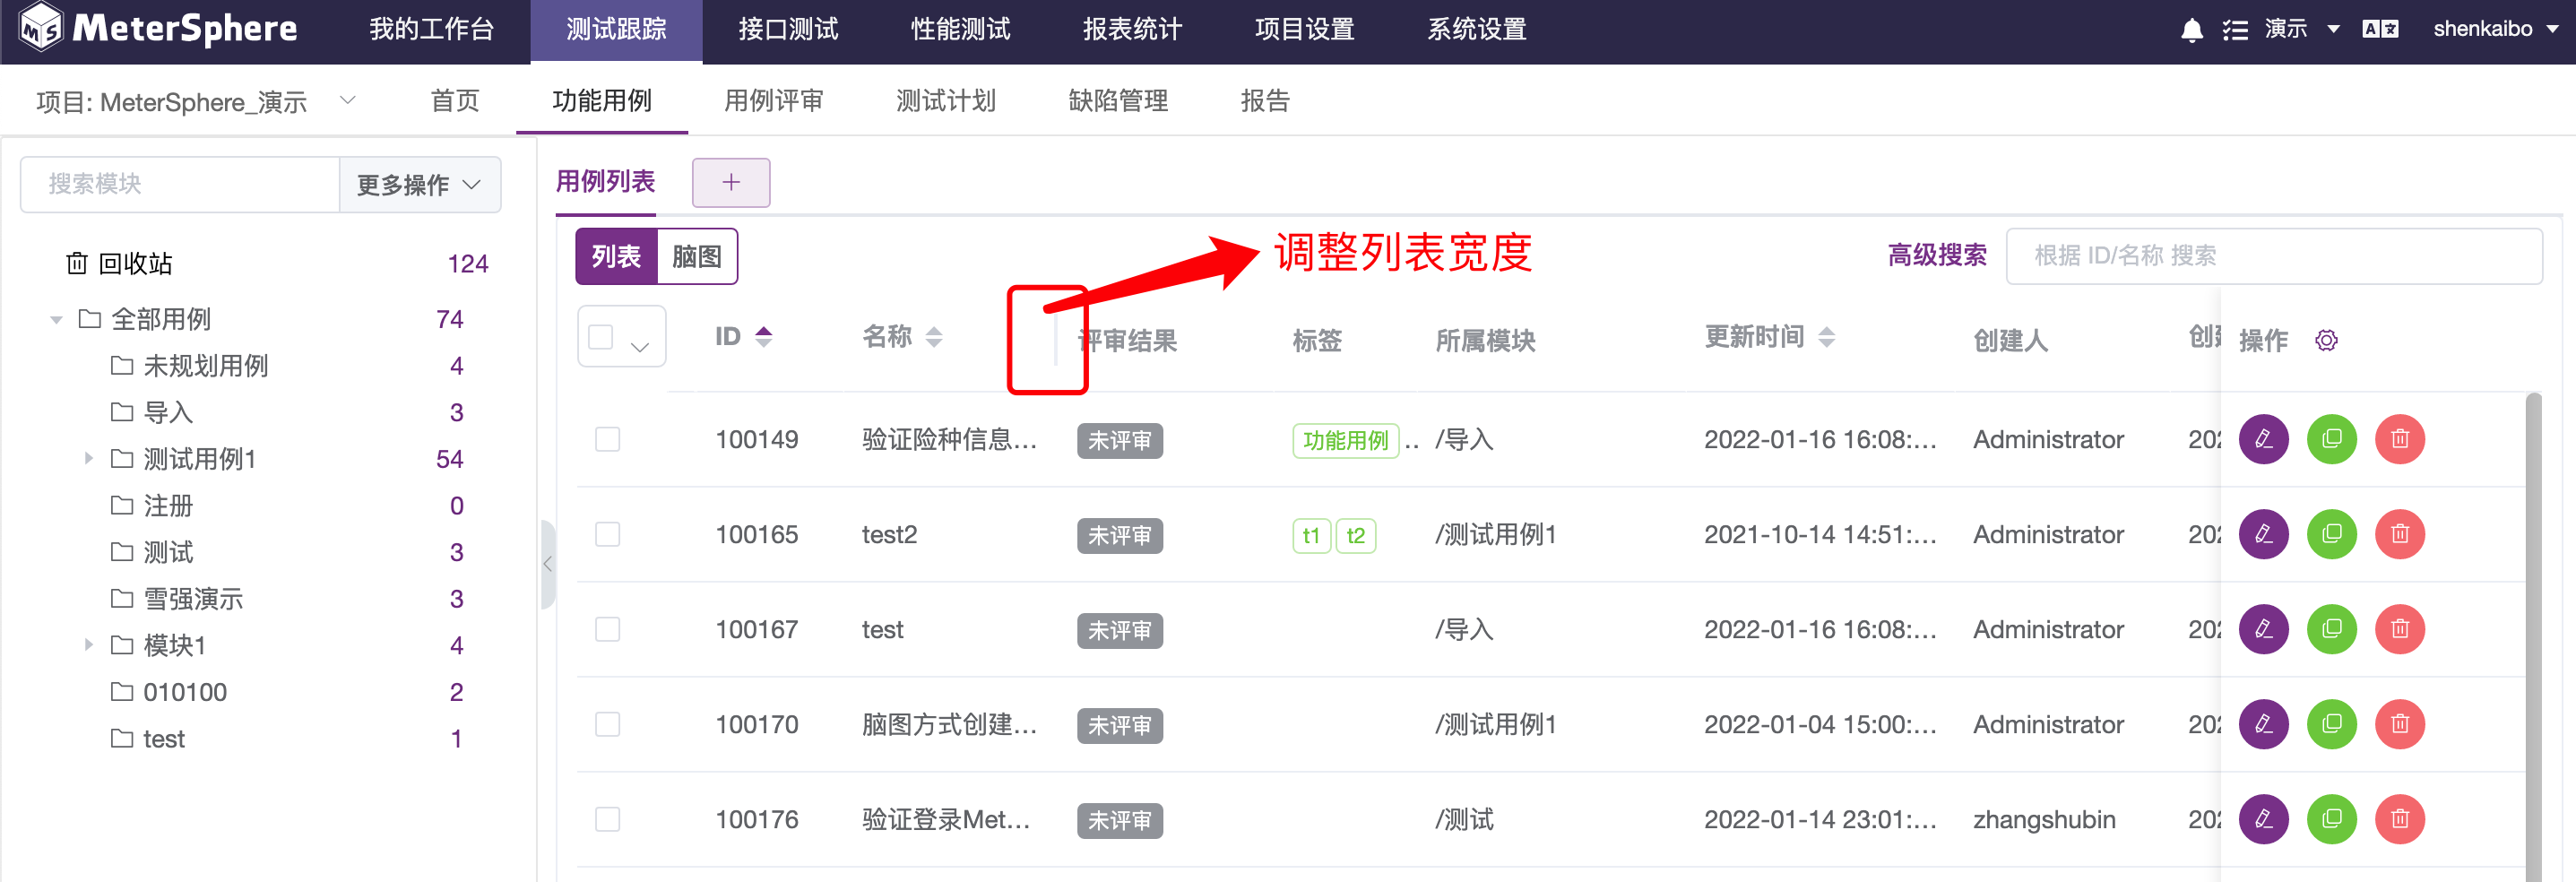 MeterSphere 我的工作台 测试跟踪 接口测试 性能测试 报表统计 项目设置 系统设置 演示 shenkaibo
项目: MeterSphere_演示 首页 功能用例 用例评审 测试计划 缺陷管理 报告
搜索模块 更多操作
回收站 124
全部用例 74
未规划用例 4
导入 3
测试用例1 54
注册 0
测试 3
雪强演示 3
模块1 4
010100 2
test 1
用例列表 +
列表 脑图 调整列表宽度 高级搜索 根据 ID/名称 搜索
ID 名称 评审结果 标签 所属模块 更新时间 创建人 操作
100149 验证险种信息... 未评审 功能用例 .. /导入 2022-01-16 16:08:... Administrator
100165 test2 未评审 t1 t2 /测试用例1 2021-10-14 14:51:... Administrator
100167 test 未评审 /导入 2022-01-16 16:08:... Administrator
100170 脑图方式创建... 未评审 /测试用例1 2022-01-04 15:00:... Administrator
100176 验证登录Met... 未评审 /测试 2022-01-14 23:01:... zhangshubin